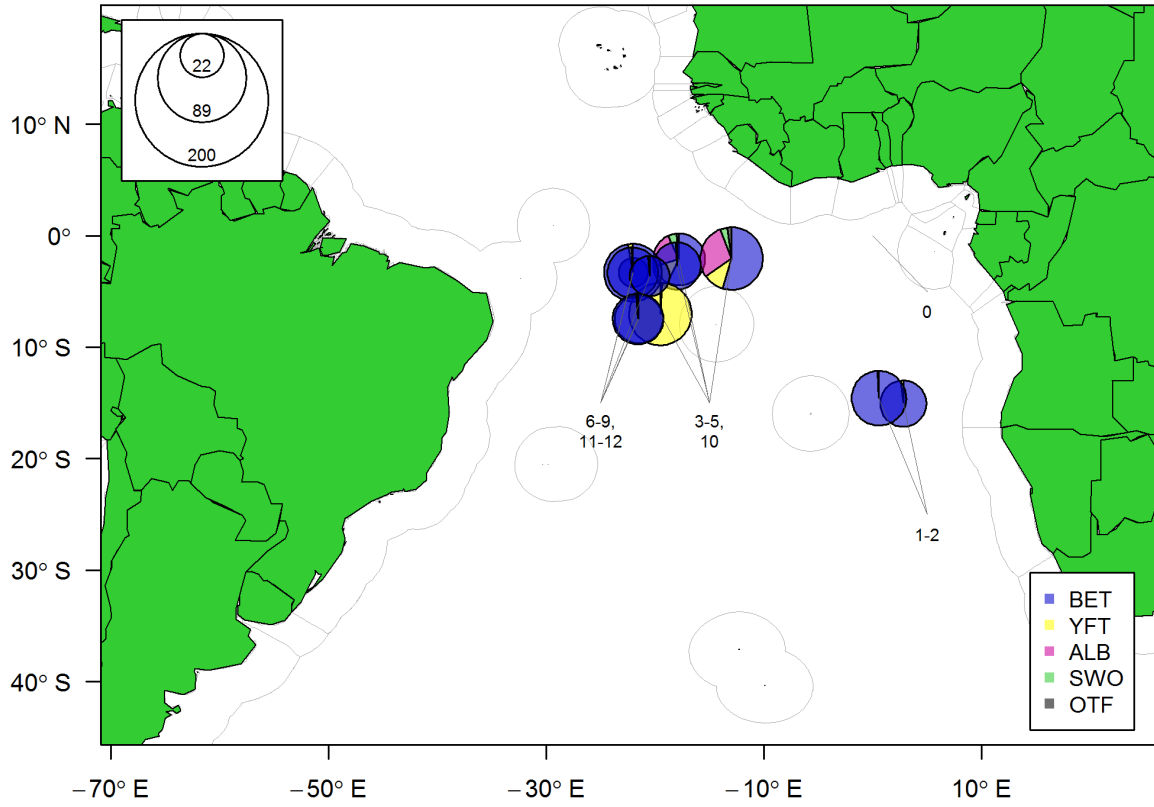 22
89
200
10° N
0°
10° S
20° S
30° S
40° S
0
6-9,
11-12
3-5,
10
1-2
BET
YFT
ALB
SWO
OTF
−70° E
−50° E
−30° E
−10° E
10° E